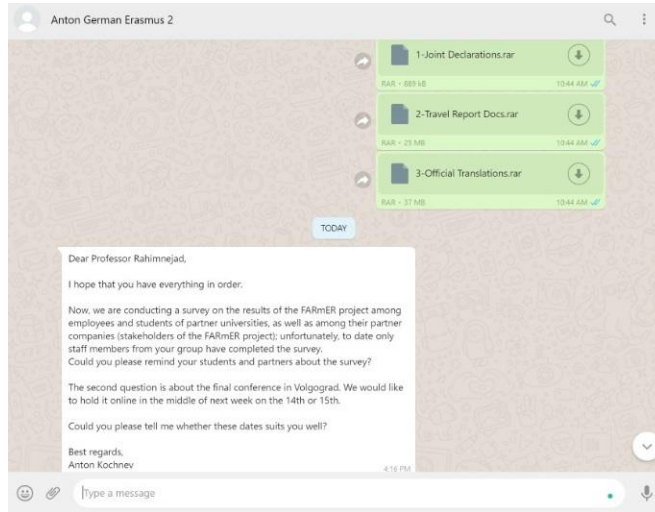 Anton German Erasmus 2
1-Joint Declarations.rar
RAR • 889 kB 10:44 AM
2-Travel Report Docs.rar
RAR • 23 MB 10:44 AM
3-Official Translations.rar
RAR • 37 MB 10:44 AM
TODAY
Dear Professor Rahimnejad,
I hope that you have everything in order.
Now, we are conducting a survey on the results of the FARmER project among
employees and students of partner universities, as well as among their partner
companies (stakeholders of the FARmER project); unfortunately, to date only
staff members from your group have completed the survey.
Could you please remind your students and partners about the survey?
The second question is about the final conference in Volgograd. We would like
to hold it online in the middle of next week on the 14th or 15th.
Could you please tell me whether these dates suits you well?
Best regards,
Anton Kochnev
4:16 PM
Type a message